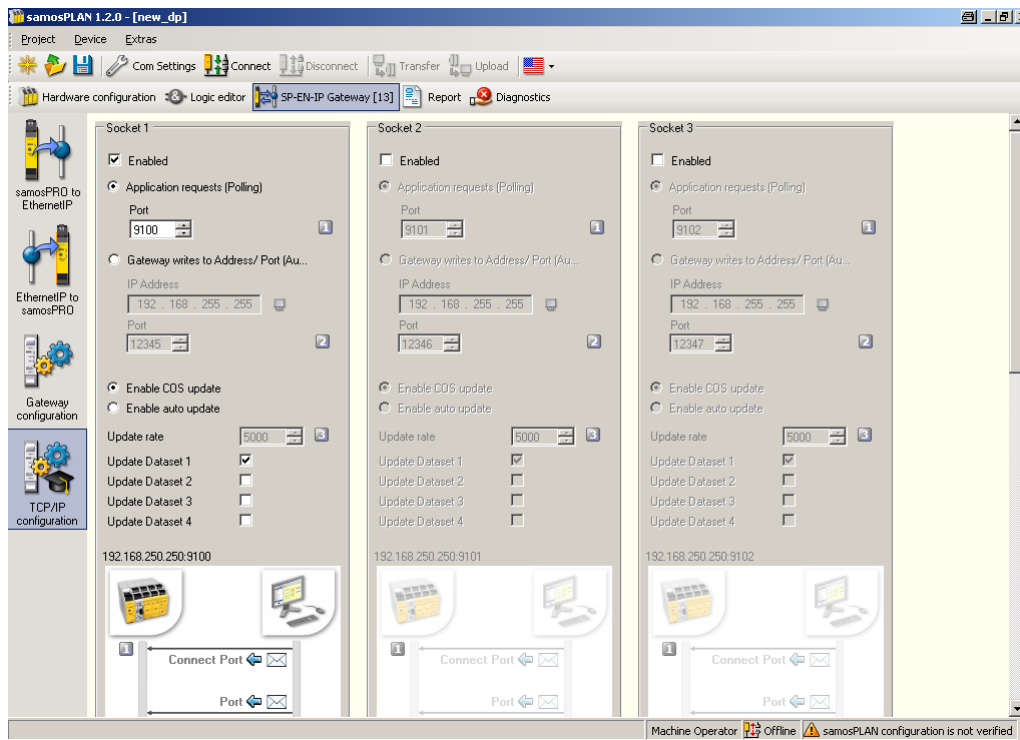 samosPLAN 1.2.0 - [new_dp]
Project Device Extras
Com Settings Connect Disconnect Transfer Upload
Hardware configuration Logic editor SP-EN-IP Gateway [13] Report Diagnostics
samosPRO to
EthernetIP
EthernetIP to
samosPRO
Gateway
configuration
TCP/IP
configuration
Socket 1
Enabled
Application requests (Polling)
Port
9100
1
Gateway writes to Address/ Port (Au...
IP Address
192 . 168 . 255 . 255
Port
12345
2
Enable COS update
Enable auto update
Update rate 5000 3
Update Dataset 1
Update Dataset 2
Update Dataset 3
Update Dataset 4
192.168.250.250:9100
1
Connect Port
Port
Socket 2
Enabled
Application requests (Polling)
Port
9101
1
Gateway writes to Address/ Port (Au...
IP Address
192 . 168 . 255 . 255
Port
12346
2
Enable COS update
Enable auto update
Update rate 5000 3
Update Dataset 1
Update Dataset 2
Update Dataset 3
Update Dataset 4
192.168.250.250:9101
1
Connect Port
Port
Socket 3
Enabled
Application requests (Polling)
Port
9102
1
Gateway writes to Address/ Port (Au...
IP Address
192 . 168 . 255 . 255
Port
12347
2
Enable COS update
Enable auto update
Update rate 5000 3
Update Dataset 1
Update Dataset 2
Update Dataset 3
Update Dataset 4
192.168.250.250:9102
1
Connect Port
Port
Machine Operator Offline samosPLAN configuration is not verified